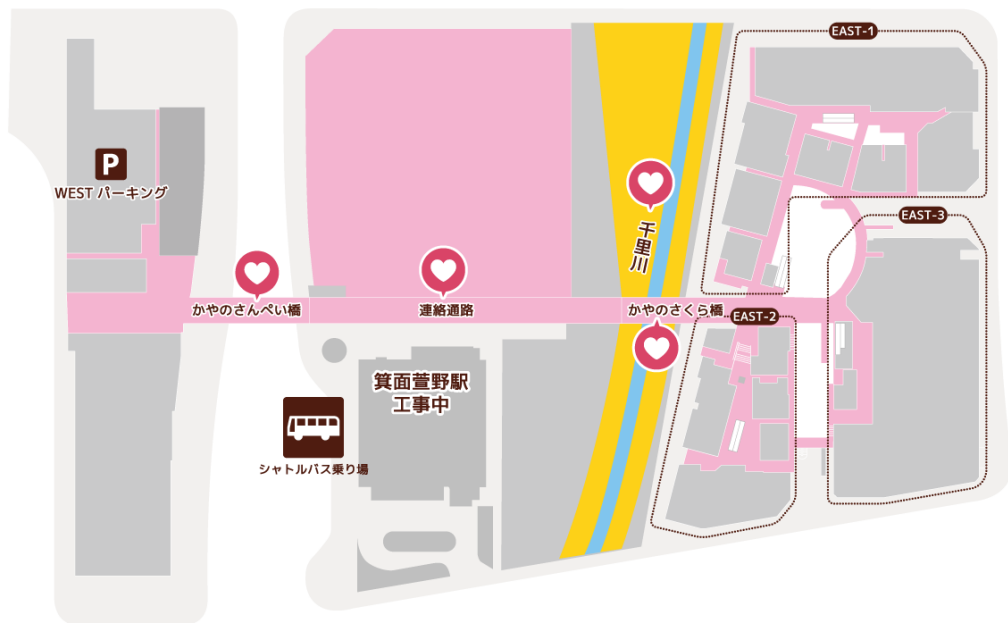 EAST-1
P
WEST パーキング
EAST-3
千里川
かやのさんぺい橋
連絡通路
かやのさくら橋
EAST-2
箕面萱野駅
工事中
シャトルバス乗り場